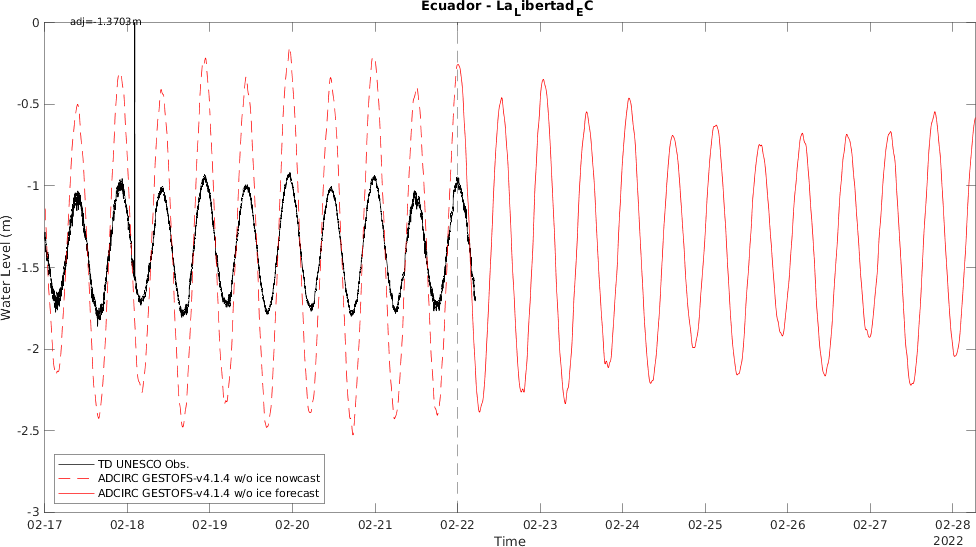 Ecuador - La_Libertad_EC
adj=-1.3703m
0
-0.5
-1
-1.5
-2
-2.5
-3
Water Level (m)
TD UNESCO Obs.
ADCIRC GESTOFS-v4.1.4 w/o ice nowcast
ADCIRC GESTOFS-v4.1.4 w/o ice forecast
02-17 02-18 02-19 02-20 02-21 02-22 02-23 02-24 02-25 02-26 02-27 02-28
Time
2022